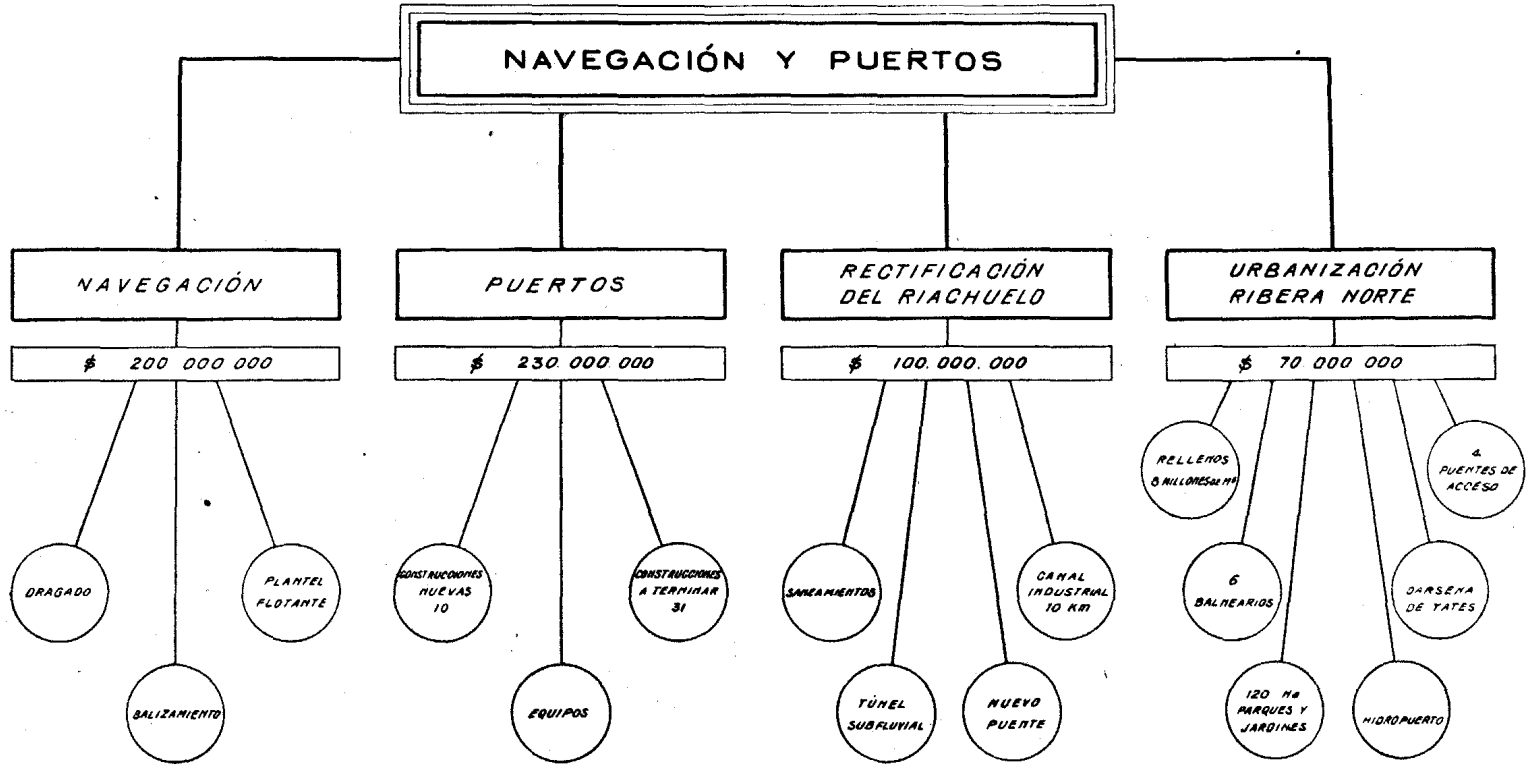 NAVEGACIÓN Y PUERTOS
NAVEGACIÓN
$ 200 000 000
DRAGADO
BALIZAMIENTO
PLANTEL
FLOTANTE
PUERTOS
$ 230.000.000
CONSTRUCCIONES
NUEVAS
10
EQUIPOS
CONSTRUCCIONES
A TERMINAR
31
RECTIFICACIÓN
DEL RIACHUELO
$ 100.000.000
SANEAMIENTOS
TÚNEL
SUBFLUVIAL
NUEVO
PUENTE
CANAL
INDUSTRIAL
10 Km
URBANIZACIÓN
RIBERA NORTE
$ 70 000 000
RELLENOS
8 MILLONES DE M³
6
BALNEARIOS
120 Ha
PARQUES Y
JARDINES
HIDROPUERTO
DARSENA
DE YATES
4
PUENTES DE
ACCESO